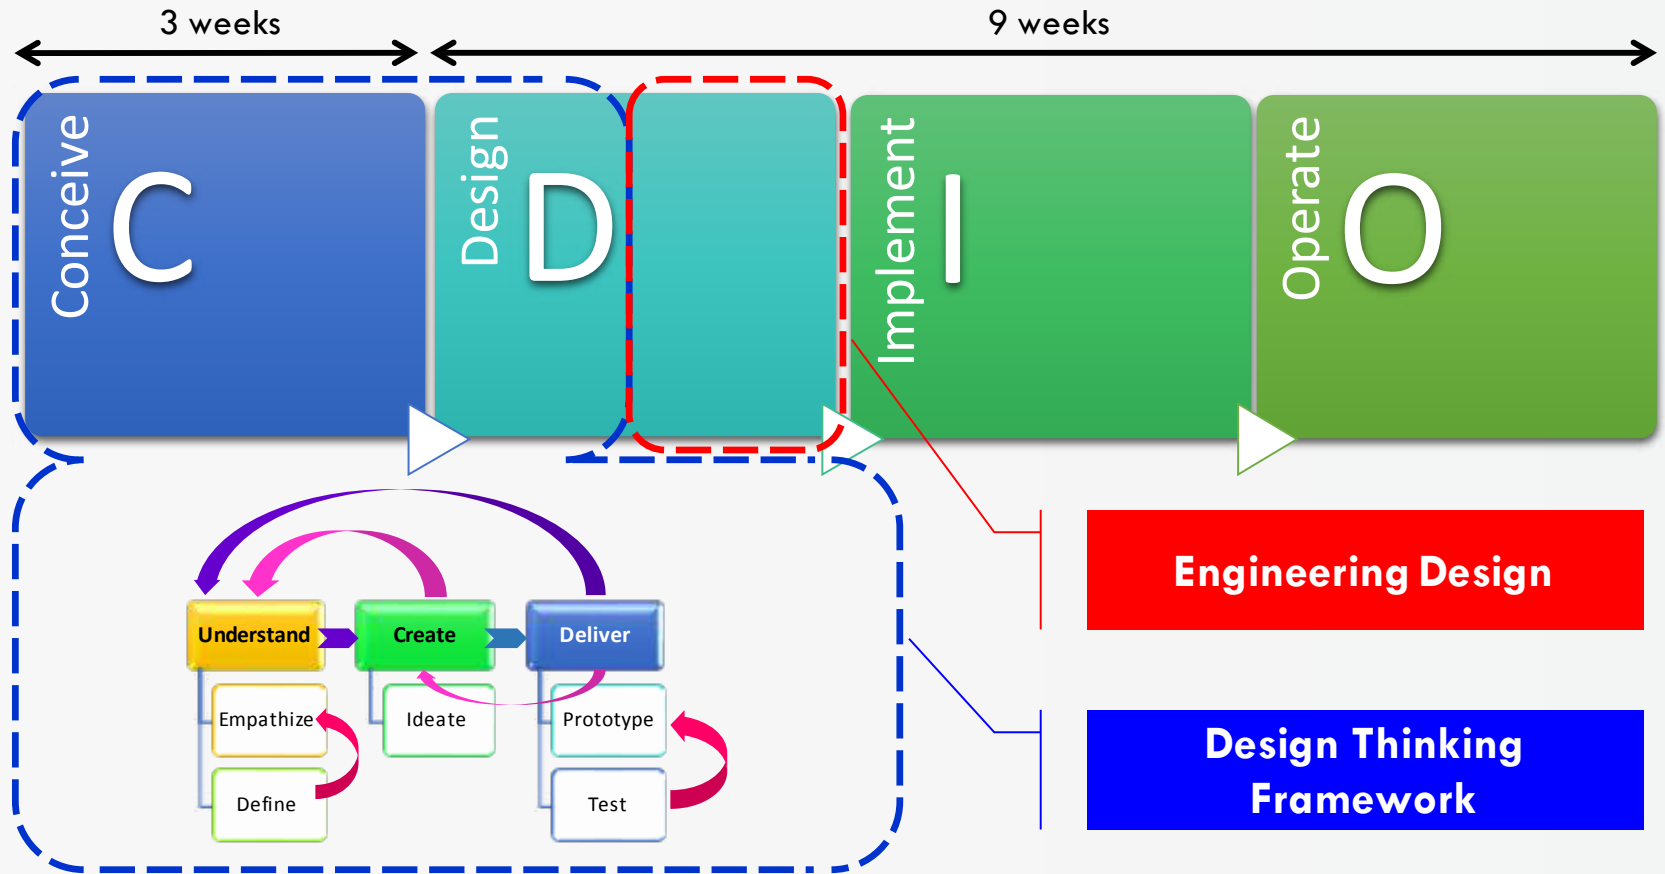 3 weeks
9 weeks
Conceive
C
Design
D
Implement
I
Operate
O
Understand
Create
Deliver
Empathize
Ideate
Prototype
Define
Test
Engineering Design
Design Thinking
Framework